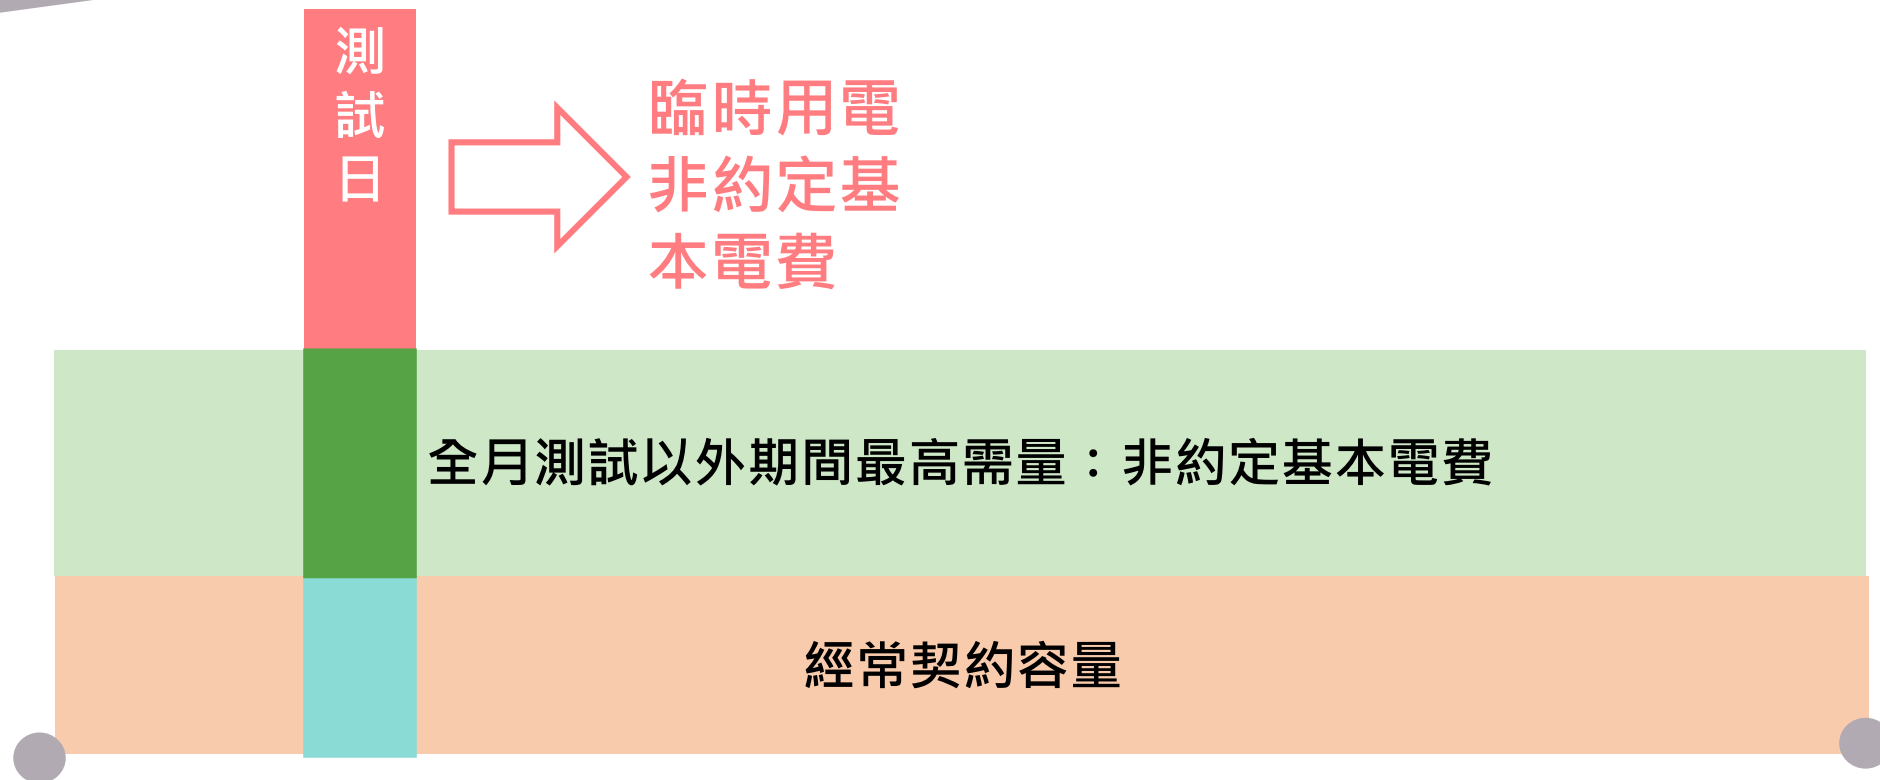 測試日
臨時用電
非約定基
本電費
全月測試以外期間最高需量：非約定基本電費
經常契約容量